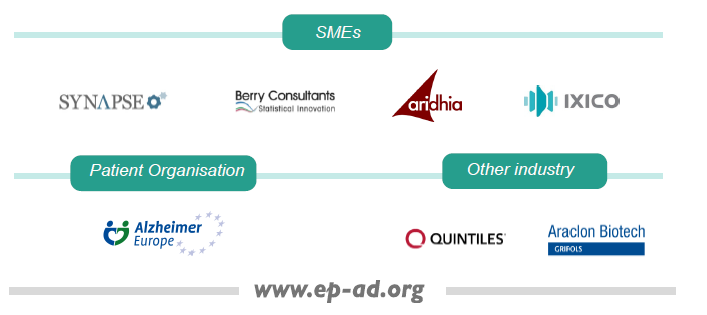 SMEs
SYNAPSE
Berry Consultants
Statistical Innovation
aridhia
IXICO
Patient Organisation
Other industry
Alzheimer
Europe
QUINTILES
Araclon Biotech
GRIFOLS
www.ep-ad.org